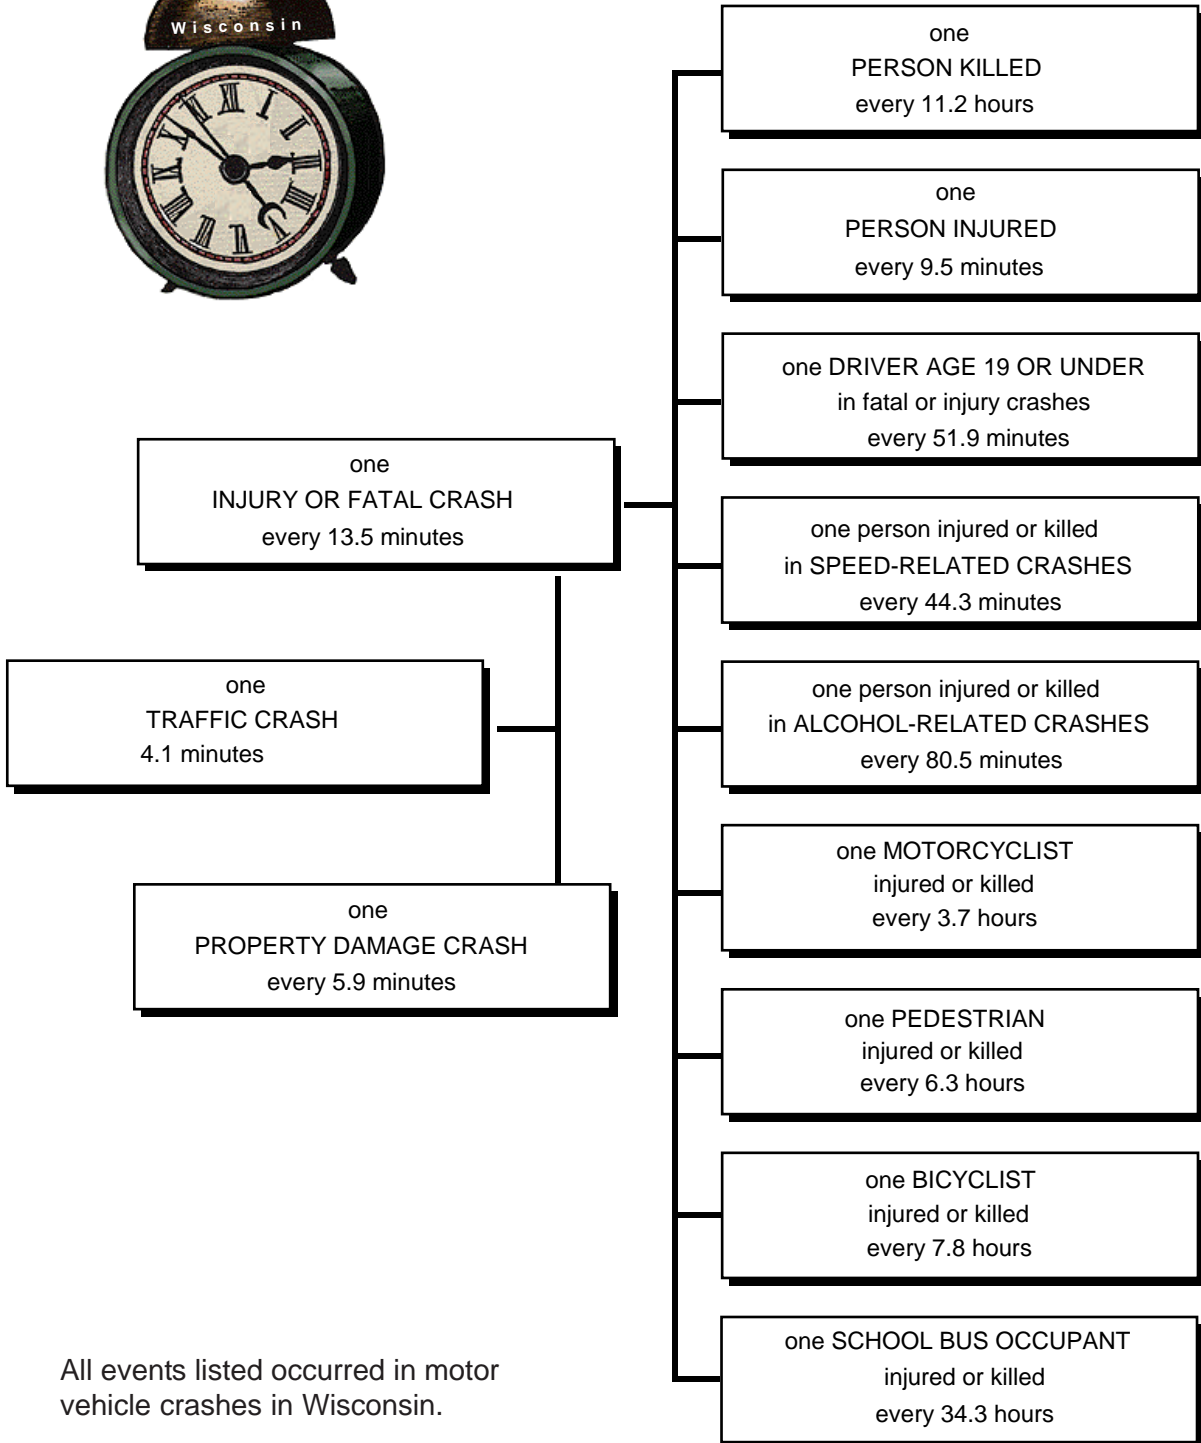 Wisconsin
one
PERSON KILLED
every 11.2 hours
one
PERSON INJURED
every 9.5 minutes
one DRIVER AGE 19 OR UNDER
in fatal or injury crashes
every 51.9 minutes
one
INJURY OR FATAL CRASH
every 13.5 minutes
one person injured or killed
in SPEED-RELATED CRASHES
every 44.3 minutes
one
TRAFFIC CRASH
4.1 minutes
one person injured or killed
in ALCOHOL-RELATED CRASHES
every 80.5 minutes
one
PROPERTY DAMAGE CRASH
every 5.9 minutes
one MOTORCYCLIST
injured or killed
every 3.7 hours
one PEDESTRIAN
injured or killed
every 6.3 hours
one BICYCLIST
injured or killed
every 7.8 hours
one SCHOOL BUS OCCUPANT
injured or killed
every 34.3 hours
All events listed occurred in motor
vehicle crashes in Wisconsin.